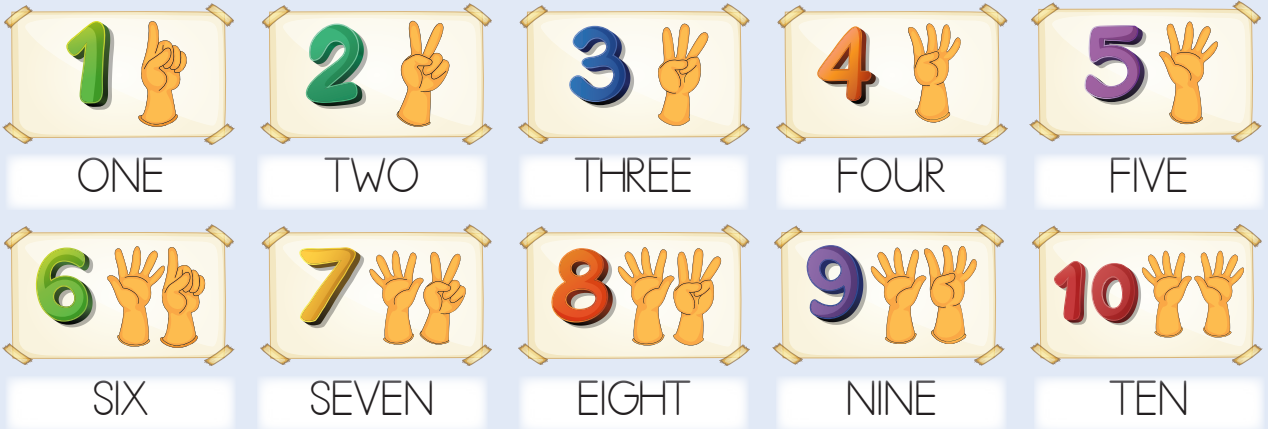 1 2 3 4 5
ONE TWO THREE FOUR FIVE
6 7 8 9 10
SIX SEVEN EIGHT NINE TEN